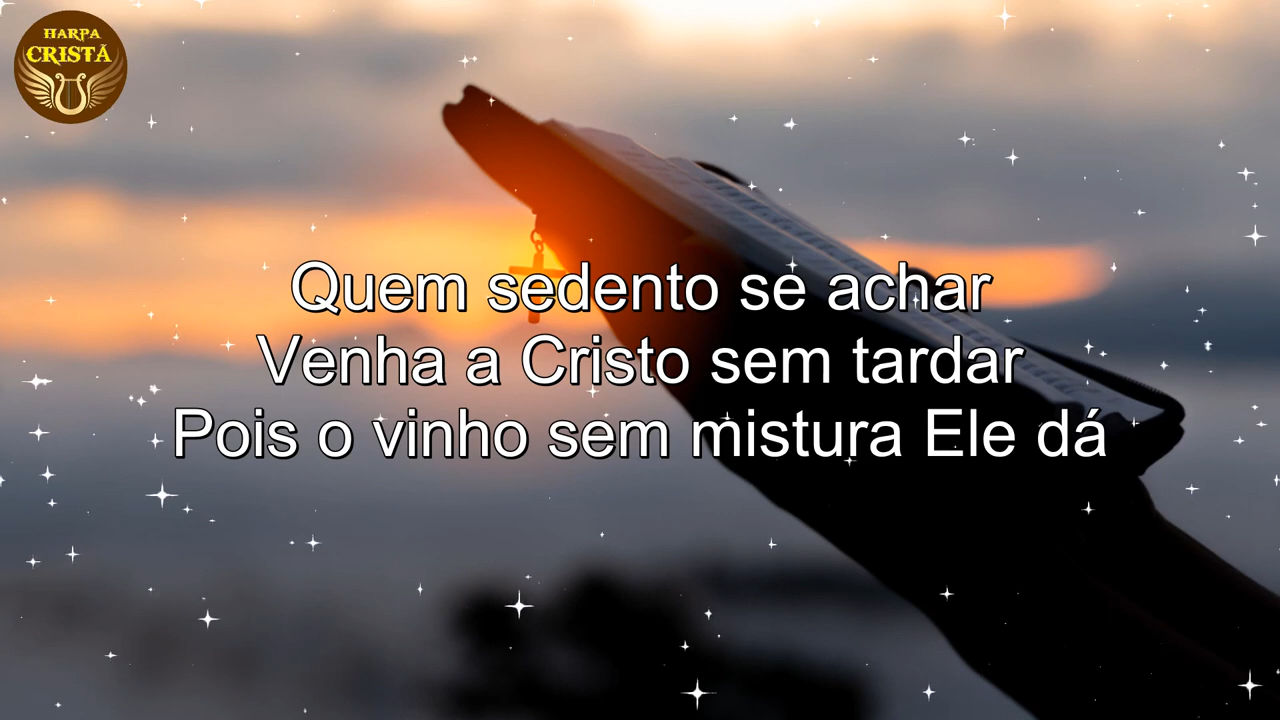 HARPA
CRISTÃ
Quem sedento se achar
Venha a Cristo sem tardar
Pois o vinho sem mistura Ele dá